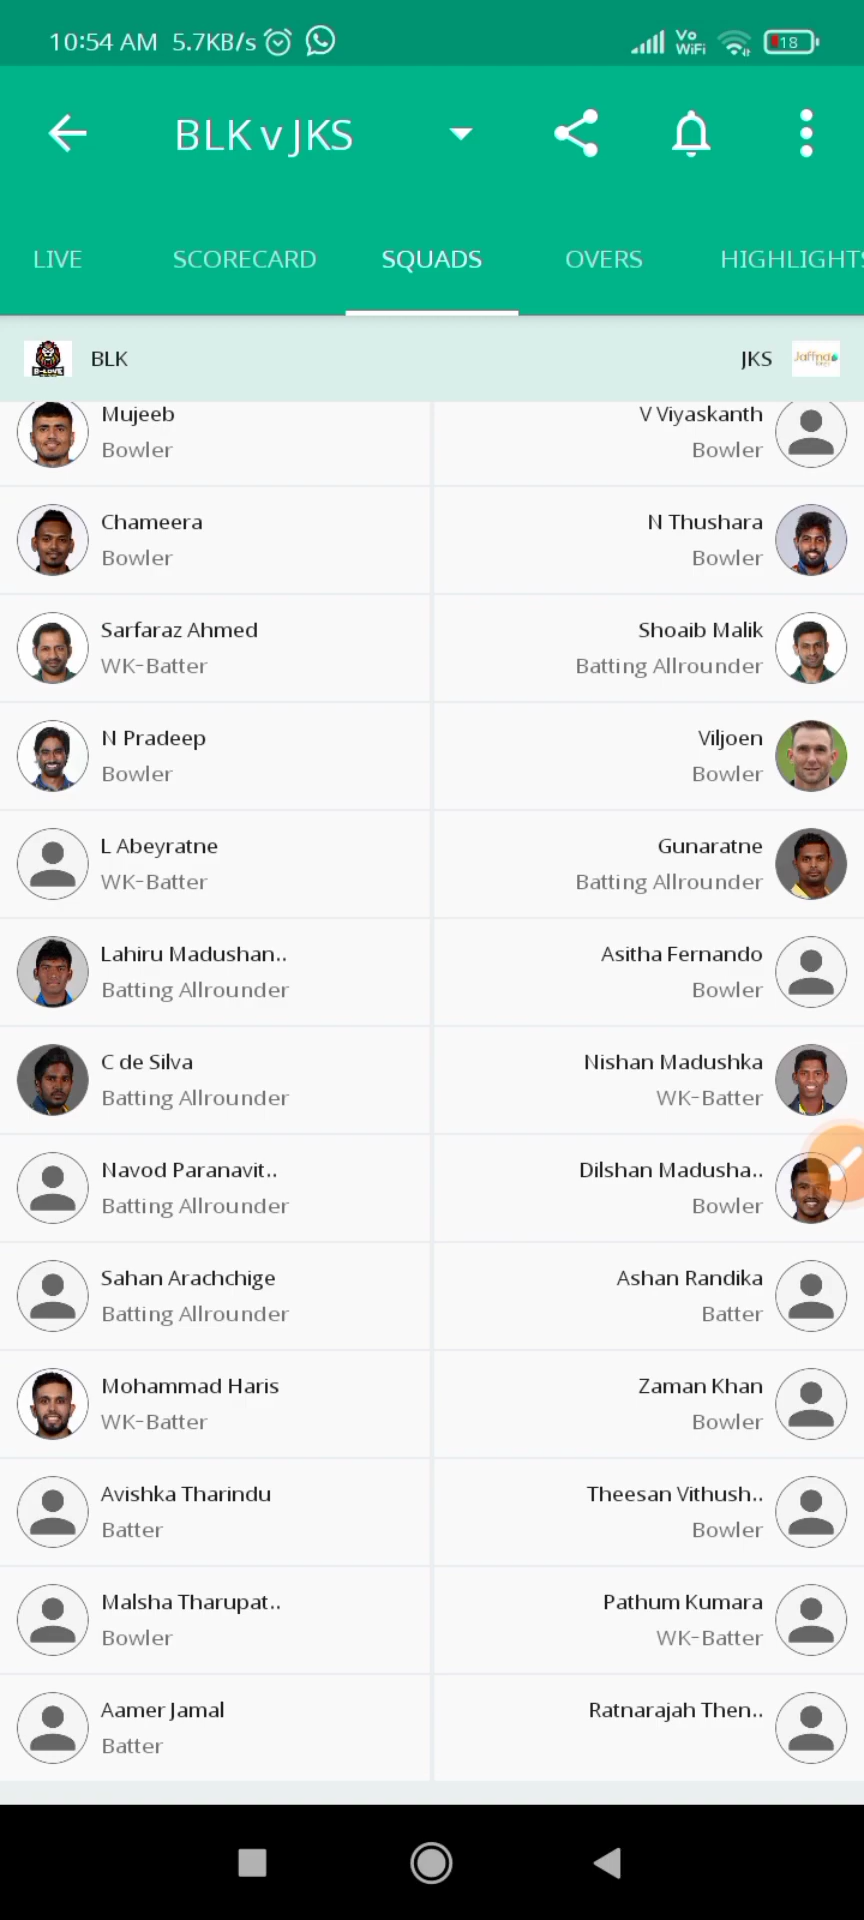 10:54 AM 5.7KB/s Vo WiFi 18
BLK v JKS
LIVE SCORECARD SQUADS OVERS HIGHLIGHTS
BLK JKS Jaffna
Mujeeb V Viyaskanth
Bowler Bowler
Chameera N Thushara
Bowler Bowler
Sarfaraz Ahmed Shoaib Malik
WK-Batter Batting Allrounder
N Pradeep Viljoen
Bowler Bowler
L Abeyratne Gunaratne
WK-Batter Batting Allrounder
Lahiru Madushan.. Asitha Fernando
Batting Allrounder Bowler
C de Silva Nishan Madushka
Batting Allrounder WK-Batter
Navod Paranavit.. Dilshan Madusha..
Batting Allrounder Bowler
Sahan Arachchige Ashan Randika
Batting Allrounder Batter
Mohammad Haris Zaman Khan
WK-Batter Bowler
Avishka Tharindu Theesan Vithush..
Batter Bowler
Malsha Tharupat.. Pathum Kumara
Bowler WK-Batter
Aamer Jamal Ratnarajah Then..
Batter